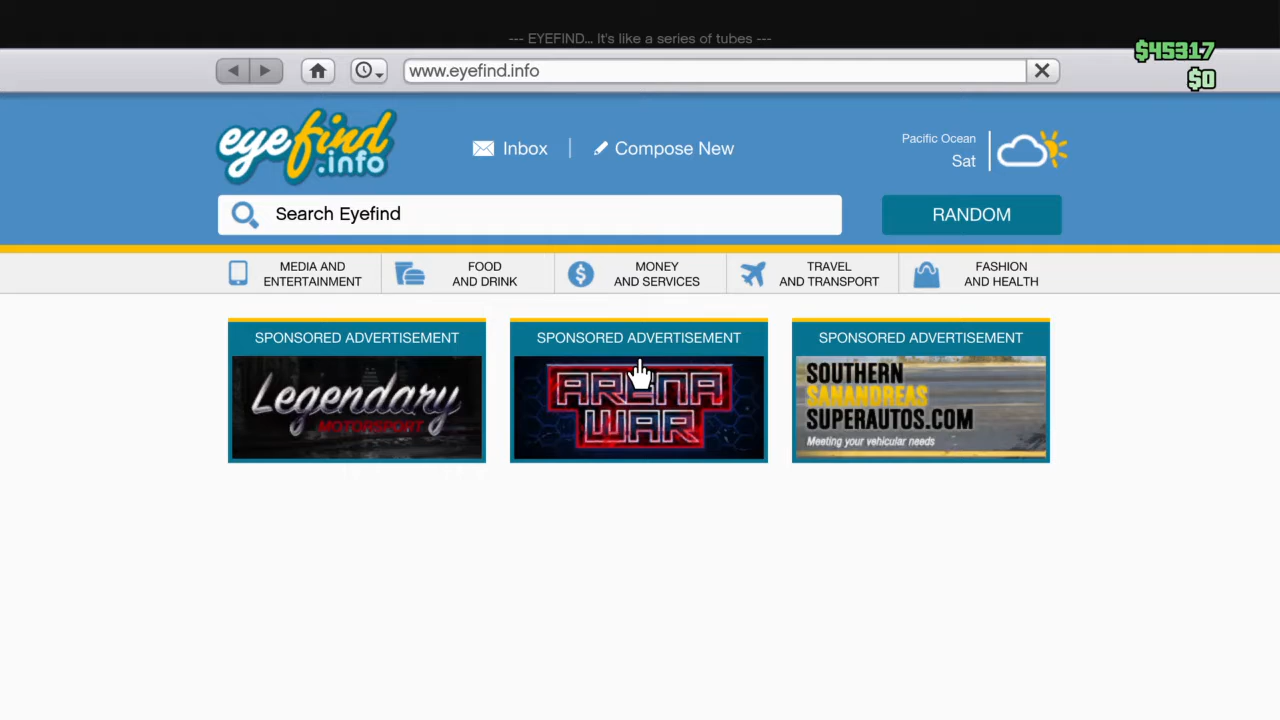 --- EYEFIND... It's like a series of tubes ---
$45317
$0
www.eyefind.info
eyefind
.info
Inbox
Compose New
Pacific Ocean
Sat
Search Eyefind
RANDOM
MEDIA AND
ENTERTAINMENT
FOOD
AND DRINK
MONEY
AND SERVICES
TRAVEL
AND TRANSPORT
FASHION
AND HEALTH
SPONSORED ADVERTISEMENT
Legendary
MOTORSPORT
SPONSORED ADVERTISEMENT
ARENA
WAR
SPONSORED ADVERTISEMENT
SOUTHERN
SANANDREAS
SUPERAUTOS.COM
Meeting your vehicular needs